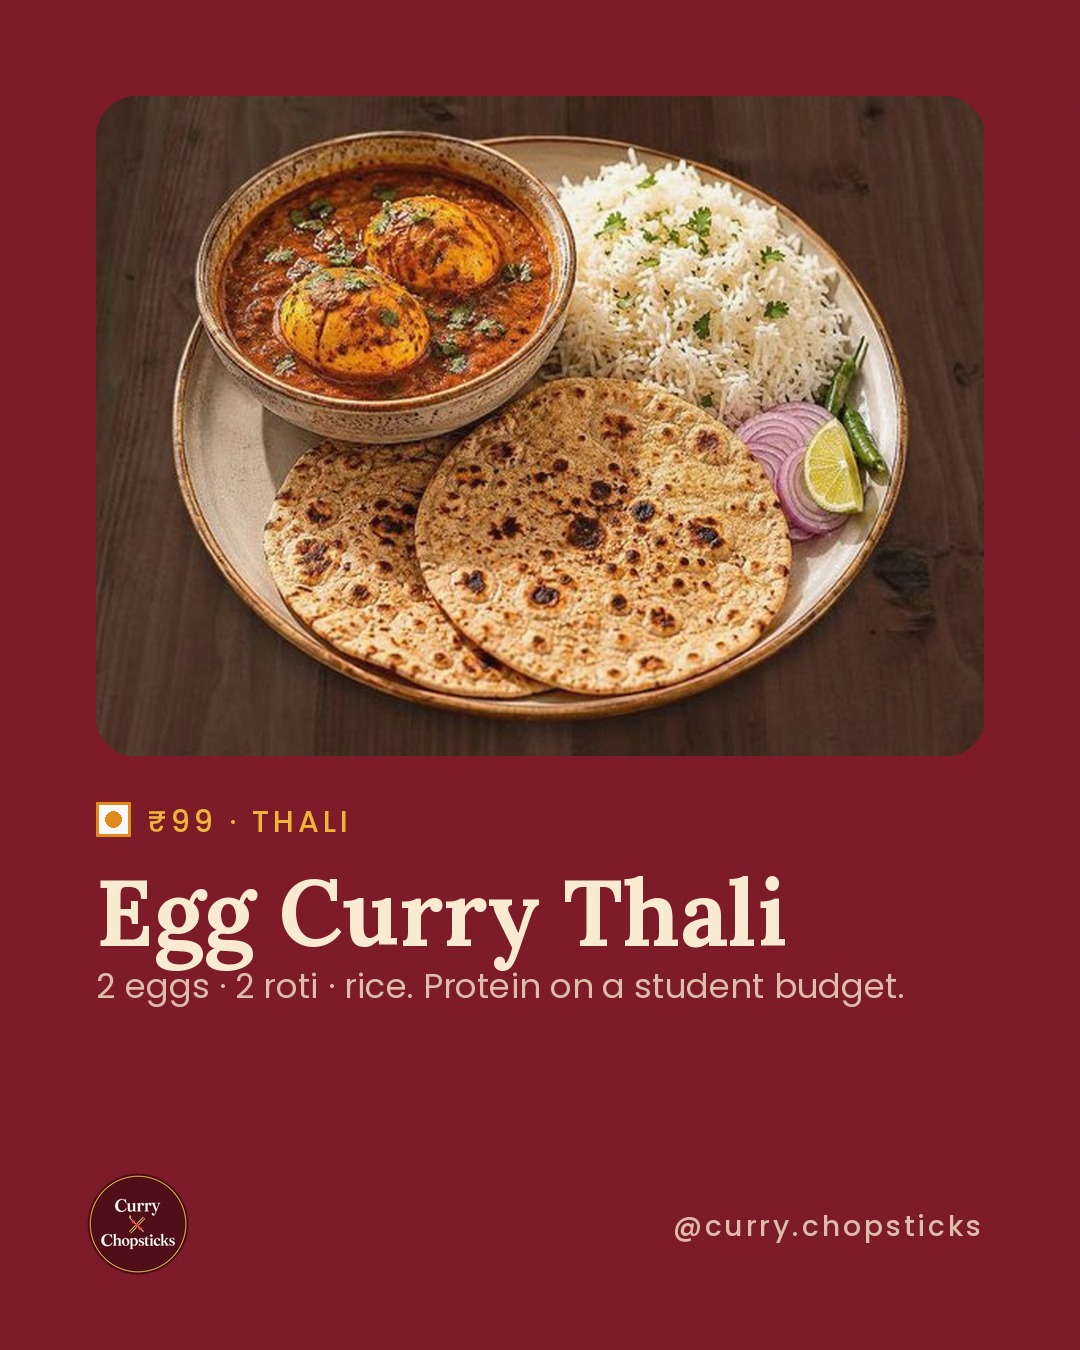 ₹99 · THALI
Egg Curry Thali
2 eggs · 2 roti · rice. Protein on a student budget.
Curry
Chopsticks
@curry.chopsticks